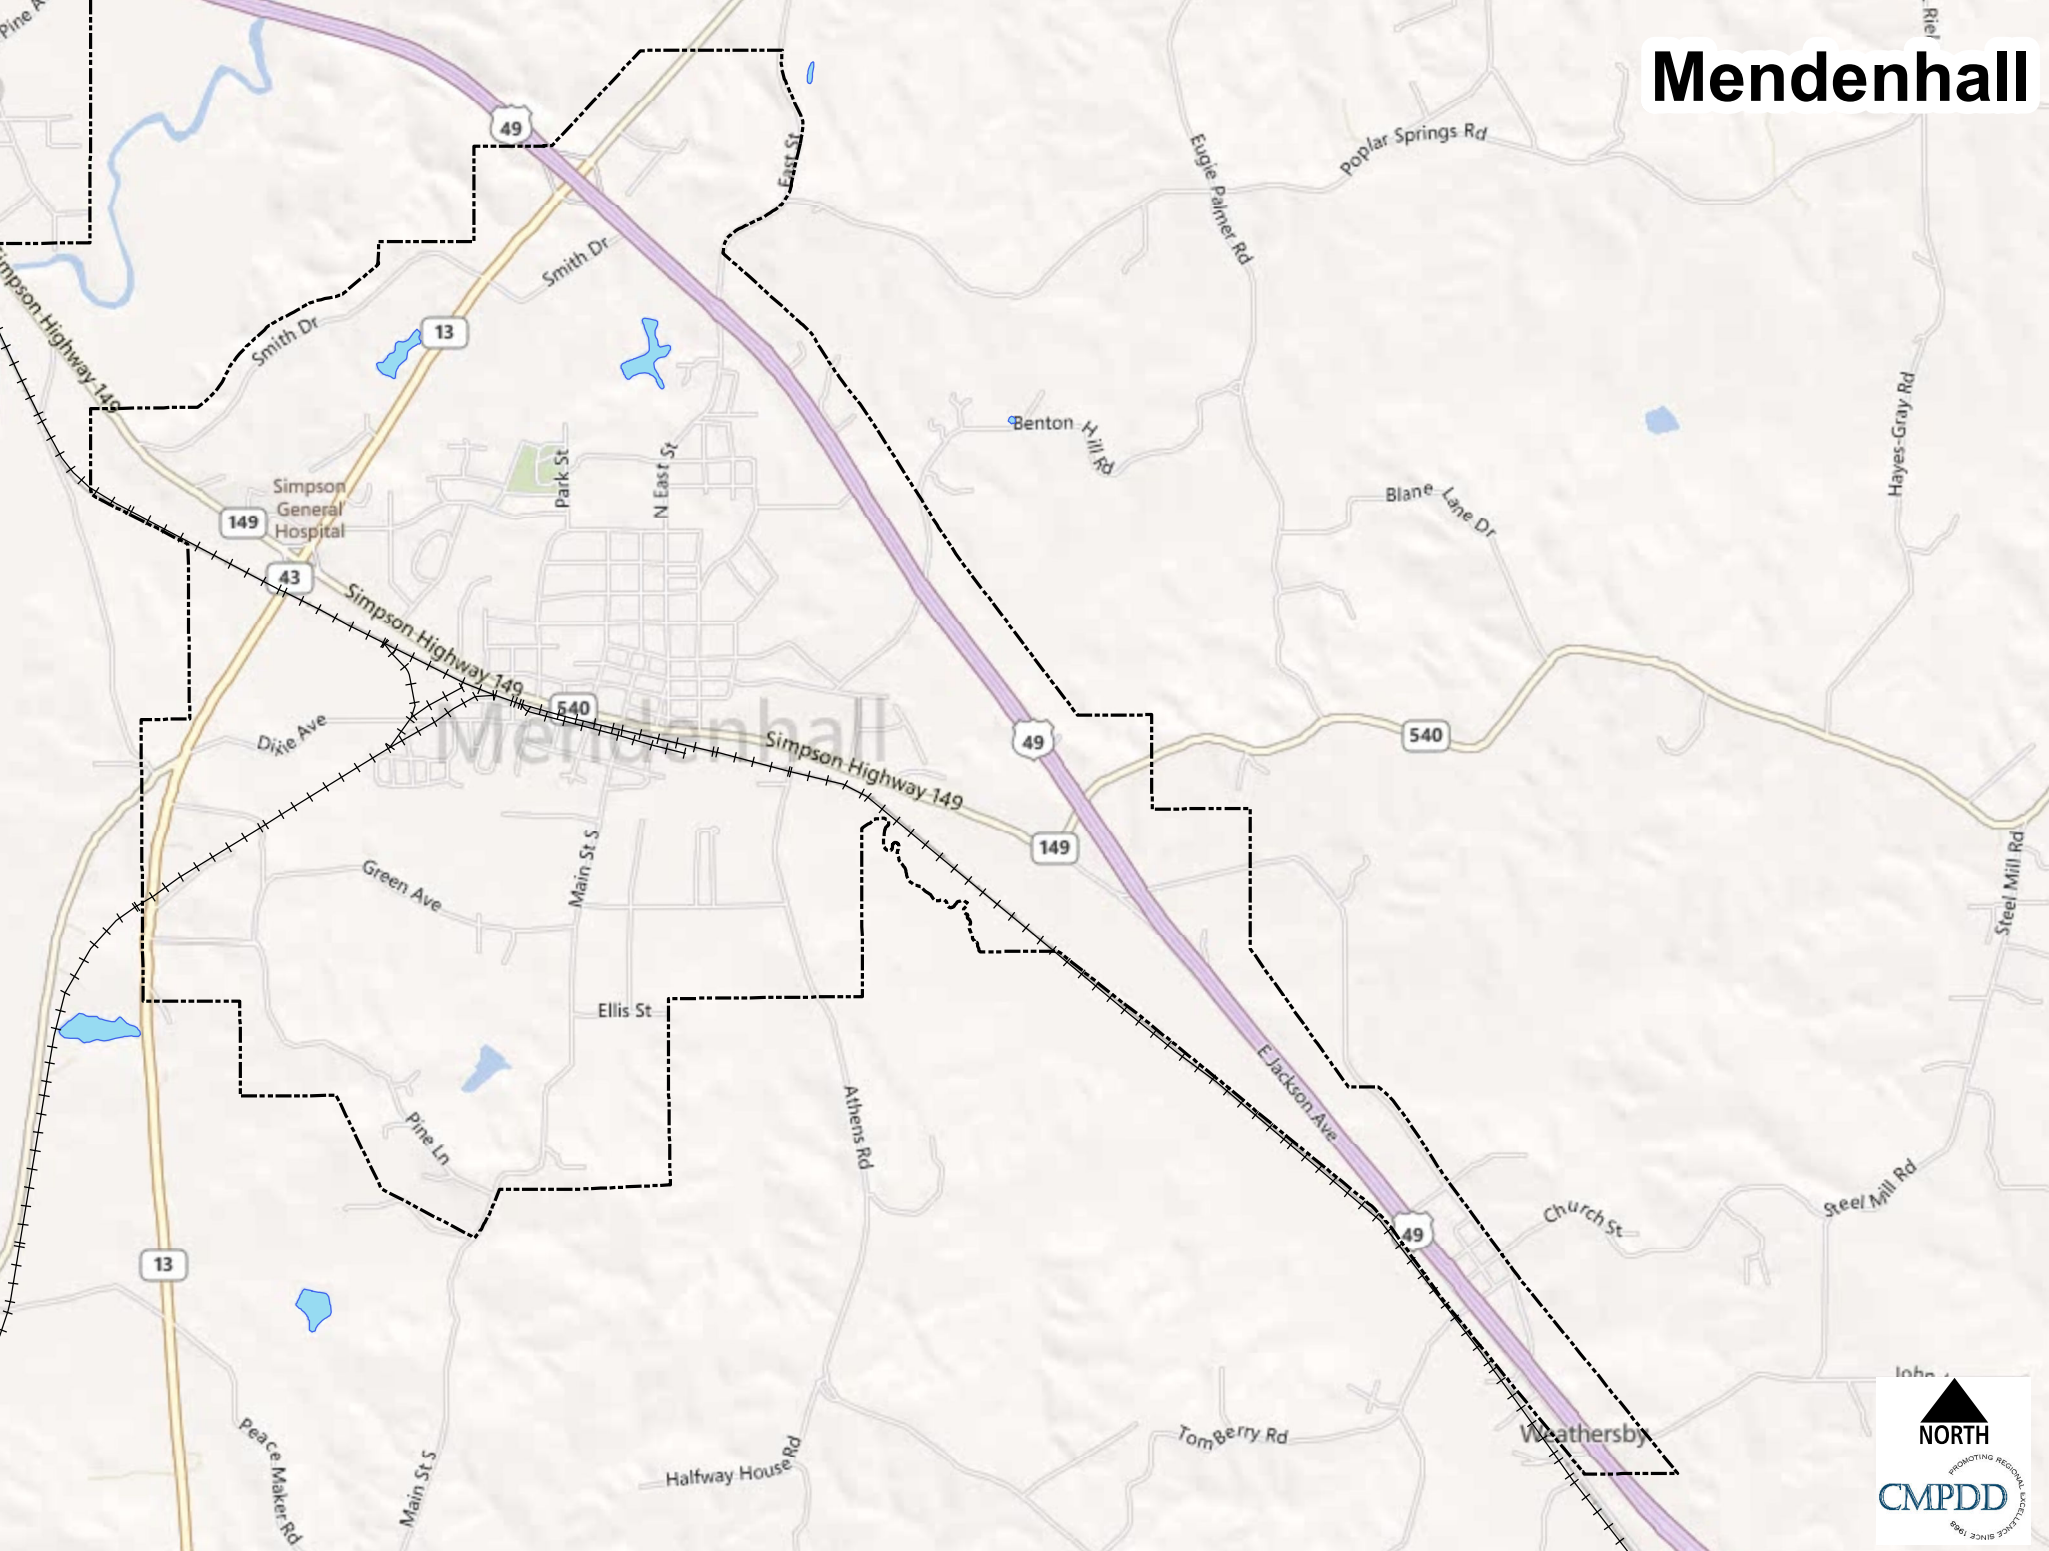 Mendenhall
Pine A
Riel
49
Poplar Springs Rd
East St
Eugie Palmer Rd
Smith Dr
Simpson Highway 149
Smith Dr
13
Hayes-Gray Rd
Benton Hill Rd
Park St
N East St
Simpson
General
Hospital
149
Blane Lane Dr
43
Simpson Highway 149
540
Mendenhall
Dixie Ave
49
540
Simpson Highway 149
149
Main St S
Green Ave
Steel Mill Rd
Ellis St
E Jackson Ave
Athens Rd
Pine Ln
Steel Mill Rd
Church St
49
13
John
Weathersby
Tom Berry Rd
Halfway House Rd
Peace Maker Rd
Main St S
NORTH
PROMOTING REGIONAL EXCELLENCE
CMPDD
SINCE 1968